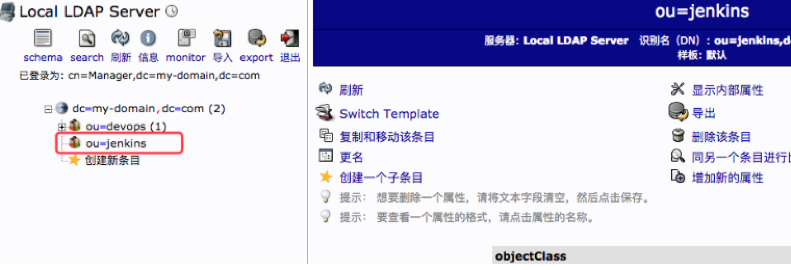 Local LDAP Server
schema search 刷新 信息 monitor 导入 export 退出
已登录为: cn=Manager,dc=my-domain,dc=com
dc=my-domain,dc=com (2)
ou=devops (1)
ou=jenkins
创建新条目
ou=jenkins
服务器: Local LDAP Server 识别名（DN）: ou=jenkins,d
样板: 默认
刷新
Switch Template
复制和移动该条目
更名
创建一个子条目
提示： 想要删除一个属性，请将文本字段清空，然后点击保存。
提示： 要查看一个属性的格式，请点击属性的名称。
显示内部属性
导出
删除该条目
同另一个条目进行
增加新的属性
objectClass